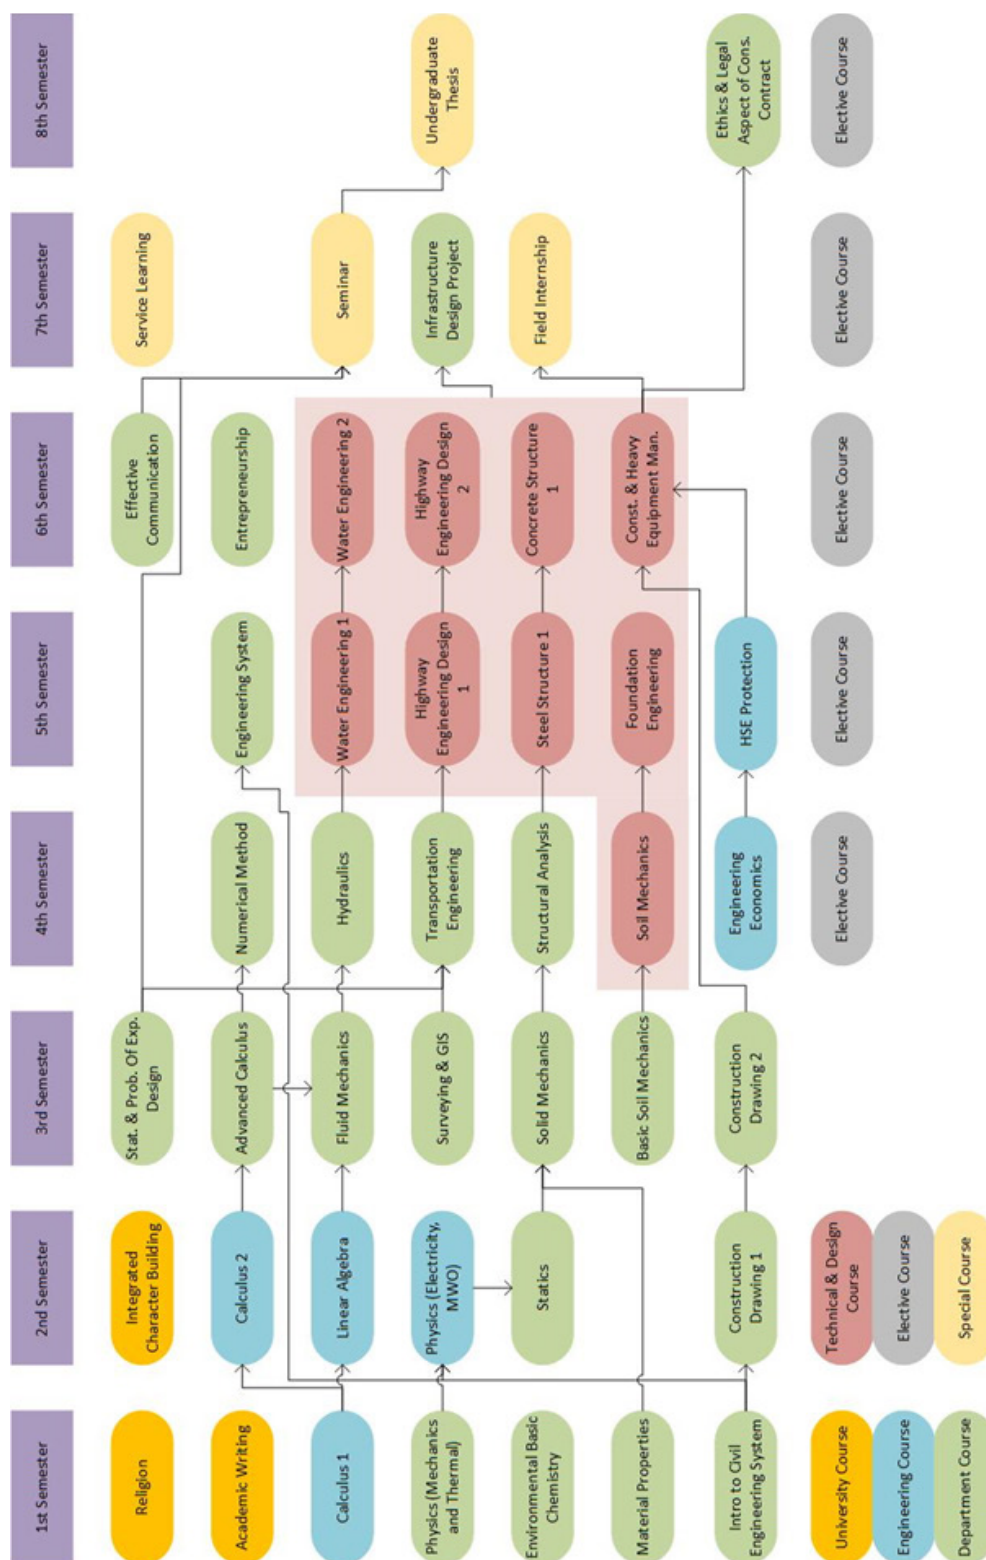 1st Semester
2nd Semester
3rd Semester
4th Semester
5th Semester
6th Semester
7th Semester
8th Semester
Religion
Integrated
Character Building
Stat. & Prob. Of Exp.
Design
Effective
Communication
Service Learning
Academic Writing
Calculus 2
Advanced Calculus
Numerical Method
Engineering System
Entrepreneurship
Calculus 1
Linear Algebra
Fluid Mechanics
Hydraulics
Water Engineering 1
Water Engineering 2
Seminar
Physics (Mechanics
and Thermal)
Physics (Electricity,
MWO)
Surveying & GIS
Transportation
Engineering
Highway
Engineering Design
1
Highway
Engineering Design
2
Infrastructure
Design Project
Undergraduate
Thesis
Environmental Basic
Chemistry
Statics
Solid Mechanics
Structural Analysis
Steel Structure 1
Concrete Structure
1
Field Internship
Material Properties
Basic Soil Mechanics
Soil Mechanics
Foundation
Engineering
Const. & Heavy
Equipment Man.
Intro to Civil
Engineering System
Construction
Drawing 1
Construction
Drawing 2
Engineering
Economics
HSE Protection
Ethics & Legal
Aspect of Cons.
Contract
Elective Course
Elective Course
Elective Course
Elective Course
Elective Course
University Course
Technical & Design
Course
Engineering Course
Elective Course
Department Course
Special Course